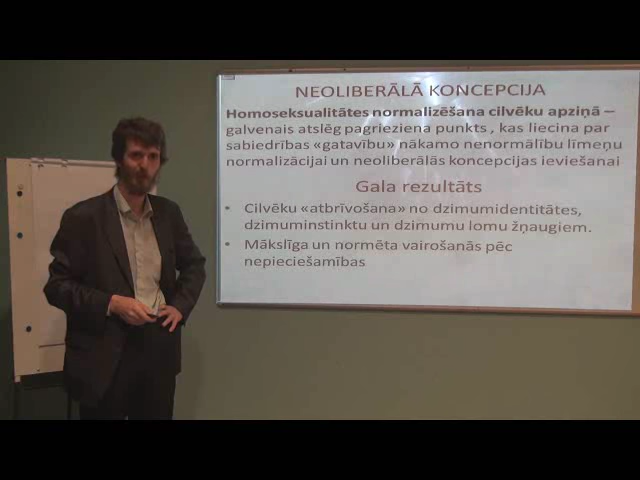 NEOLIBERĀLĀ KONCEPCIJA
Homoseksualitātes normalizēšana cilvēku apziņā –
galvenais atslēg pagrieziena punkts , kas liecina par
sabiedrības «gatavību» nākamo nenormālību līmeņu
normalizācijai un neoliberālās koncepcijas ieviešanai
Gala rezultāts
• Cilvēku «atbrīvošana» no dzimumidentitātes,
dzimuminstinktu un dzimumu lomu žņaugiem.
• Mākslīga un normēta vairošanās pēc
nepieciešamības